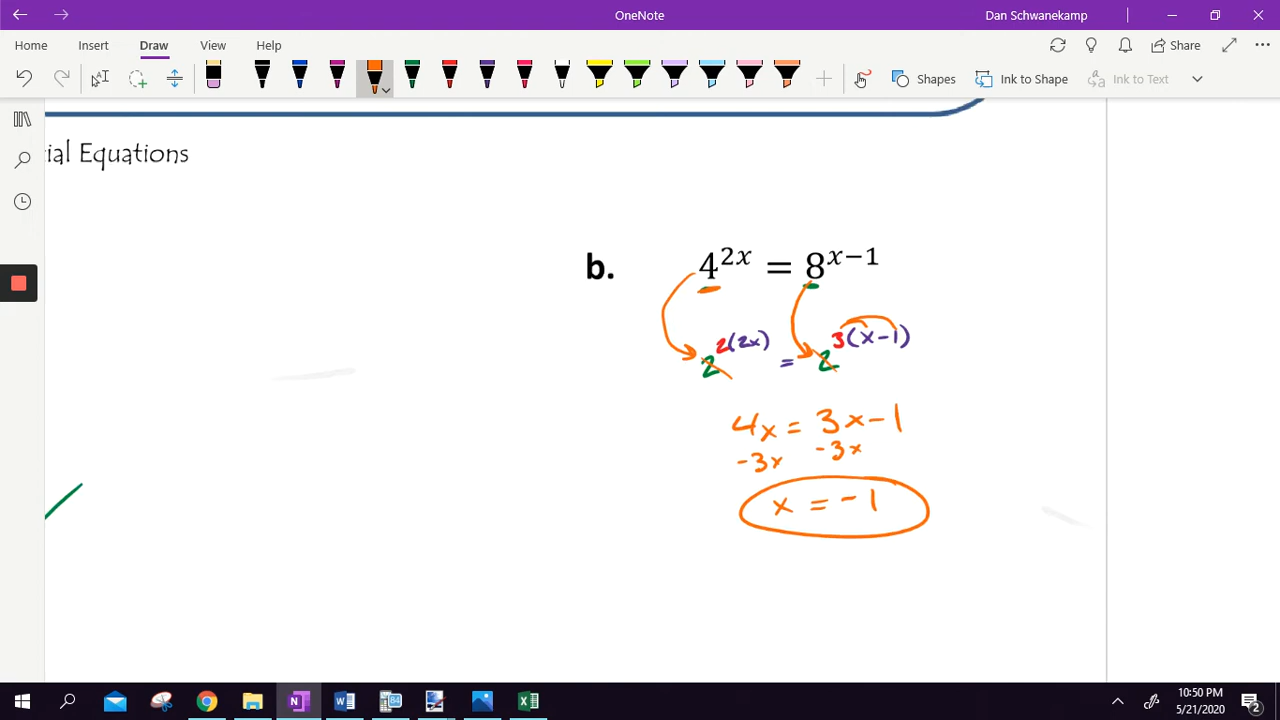 OneNote
Dan Schwanekamp
Home Insert Draw View Help
Share
Shapes Ink to Shape Ink to Text
ial Equations
b. 4^{2x} = 8^{x-1}
2^{2(2x)} = 2^{3(x-1)}
4x = 3x-1
-3x -3x
x = -1
10:50 PM
5/21/2020
2